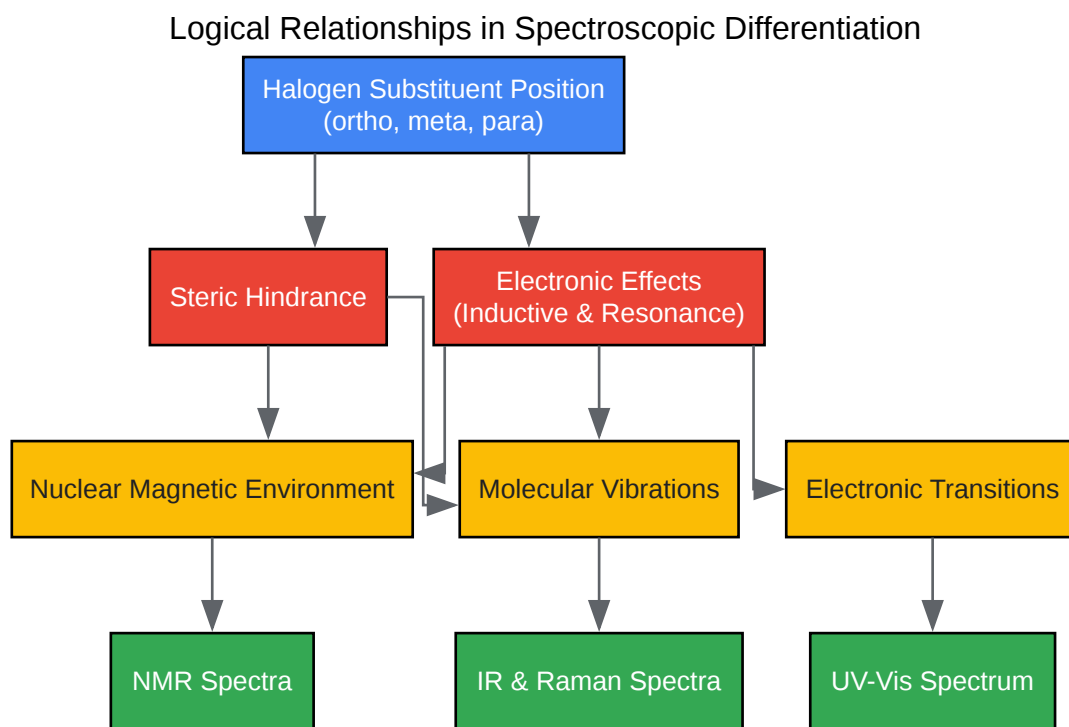 Logical Relationships in Spectroscopic Differentiation
Halogen Substituent Position
(ortho, meta, para)
Steric Hindrance
Electronic Effects
(Inductive & Resonance)
Nuclear Magnetic Environment
Molecular Vibrations
Electronic Transitions
NMR Spectra
IR & Raman Spectra
UV-Vis Spectrum